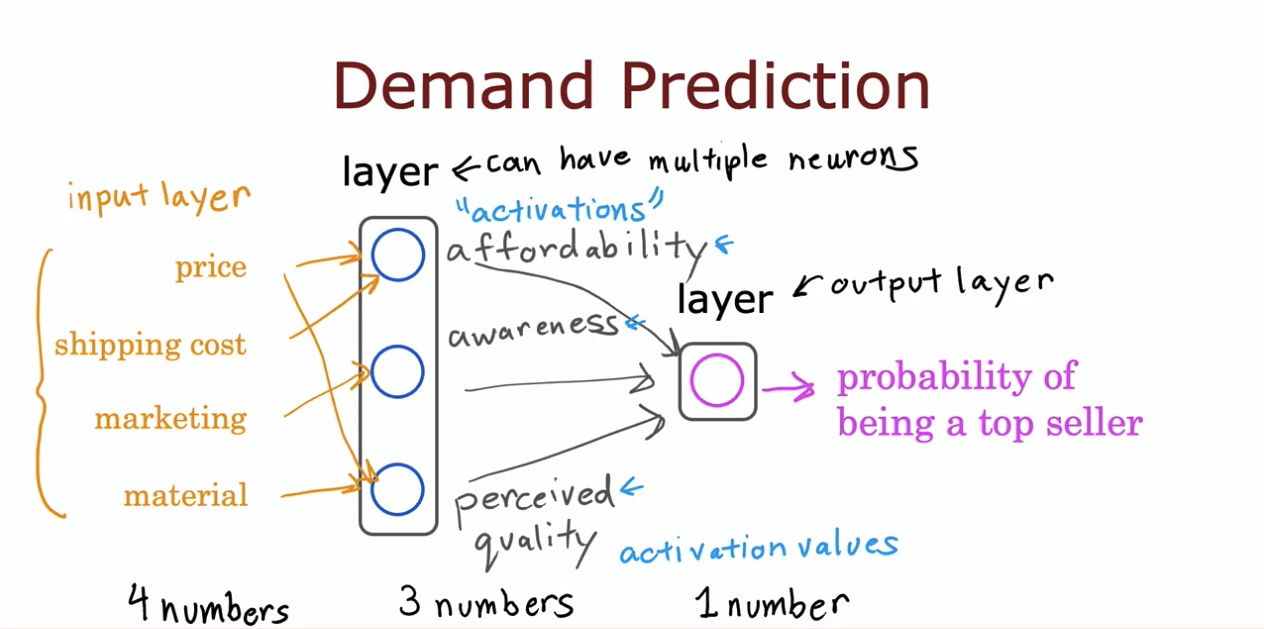 Demand Prediction
layer ← can have multiple neurons
input layer
"activations"
price
affordability ←
layer ← output layer
shipping cost
awareness ←
marketing
probability of
being a top seller
material
perceived ←
quality
activation values
4 numbers
3 numbers
1 number